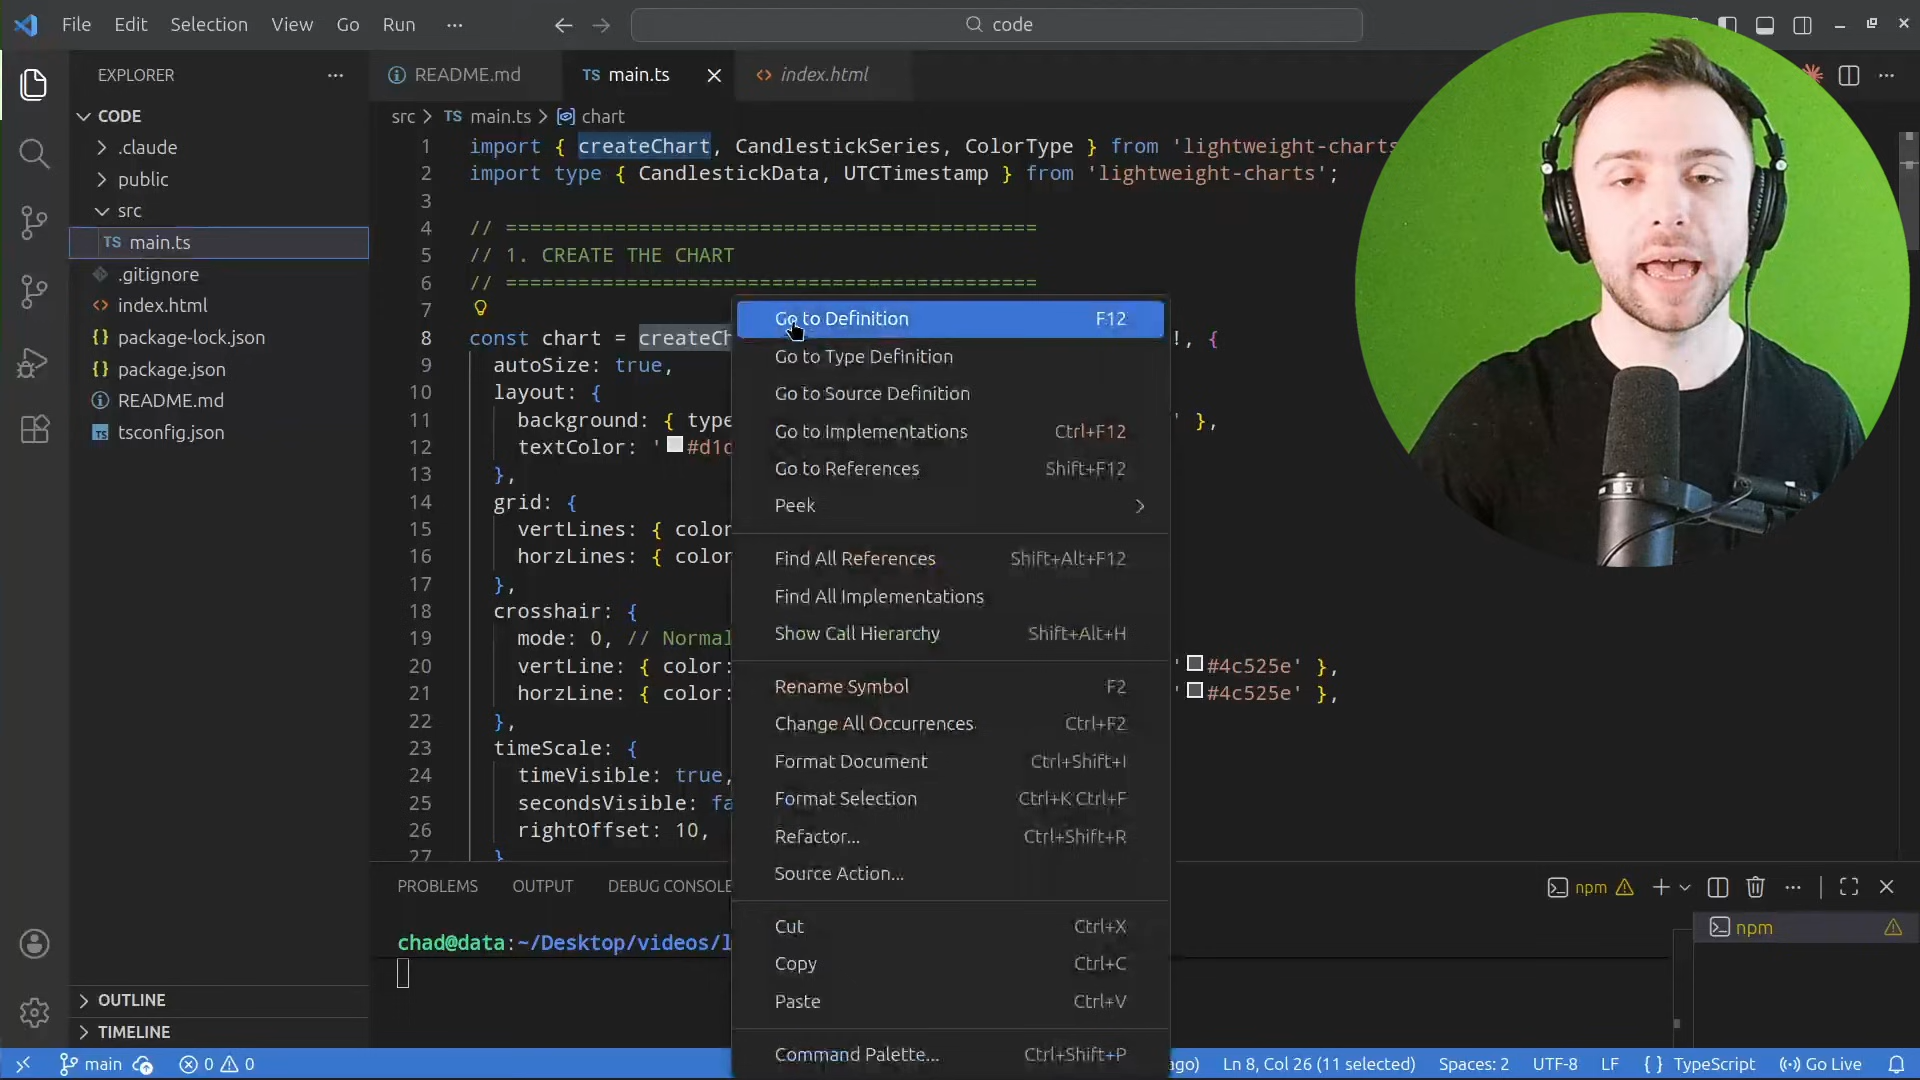 File Edit Selection View Go Run ··· code
EXPLORER ···
CODE
.claude
public
src
TS main.ts
.gitignore
index.html
{} package-lock.json
{} package.json
README.md
TS tsconfig.json
OUTLINE
TIMELINE
README.md TS main.ts <> index.html
src > TS main.ts > chart
1 import { createChart, CandlestickSeries, ColorType } from 'lightweight-charts
2 import type { CandlestickData, UTCTimestamp } from 'lightweight-charts';
3
4 // ============================================
5 // 1. CREATE THE CHART
6 // ============================================
7
8 const chart = createCh !, {
9 autoSize: true,
10 layout: {
11 background: { type ' },
12 textColor: '#d1d
13 },
14 grid: {
15 vertLines: { color
16 horzLines: { color
17 },
18 crosshair: {
19 mode: 0, // Normal
20 vertLine: { color: '#4c525e' },
21 horzLine: { color: '#4c525e' },
22 },
23 timeScale: {
24 timeVisible: true,
25 secondsVisible: fa
26 rightOffset: 10,
27 }
Go to Definition F12
Go to Type Definition
Go to Source Definition
Go to Implementations Ctrl+F12
Go to References Shift+F12
Peek
Find All References Shift+Alt+F12
Find All Implementations
Show Call Hierarchy Shift+Alt+H
Rename Symbol F2
Change All Occurrences Ctrl+F2
Format Document Ctrl+Shift+I
Format Selection Ctrl+K Ctrl+F
Refactor... Ctrl+Shift+R
Source Action...
Cut Ctrl+X
Copy Ctrl+C
Paste Ctrl+V
Command Palette... Ctrl+Shift+P
PROBLEMS OUTPUT DEBUG CONSOLE npm
chad@data:~/Desktop/videos/l
npm
main 0 0 ago) Ln 8, Col 26 (11 selected) Spaces: 2 UTF-8 LF {} TypeScript Go Live